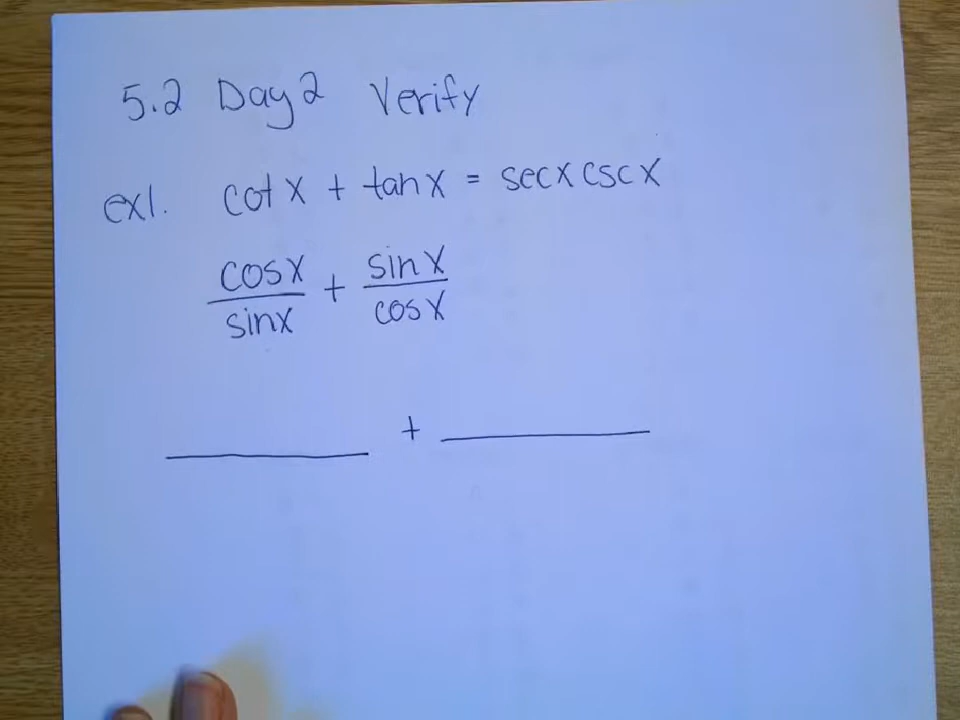 5.2 Day 2 Verify
ex1. cot x + tan x = sec x csc x
cos x / sin x + sin x / cos x
+